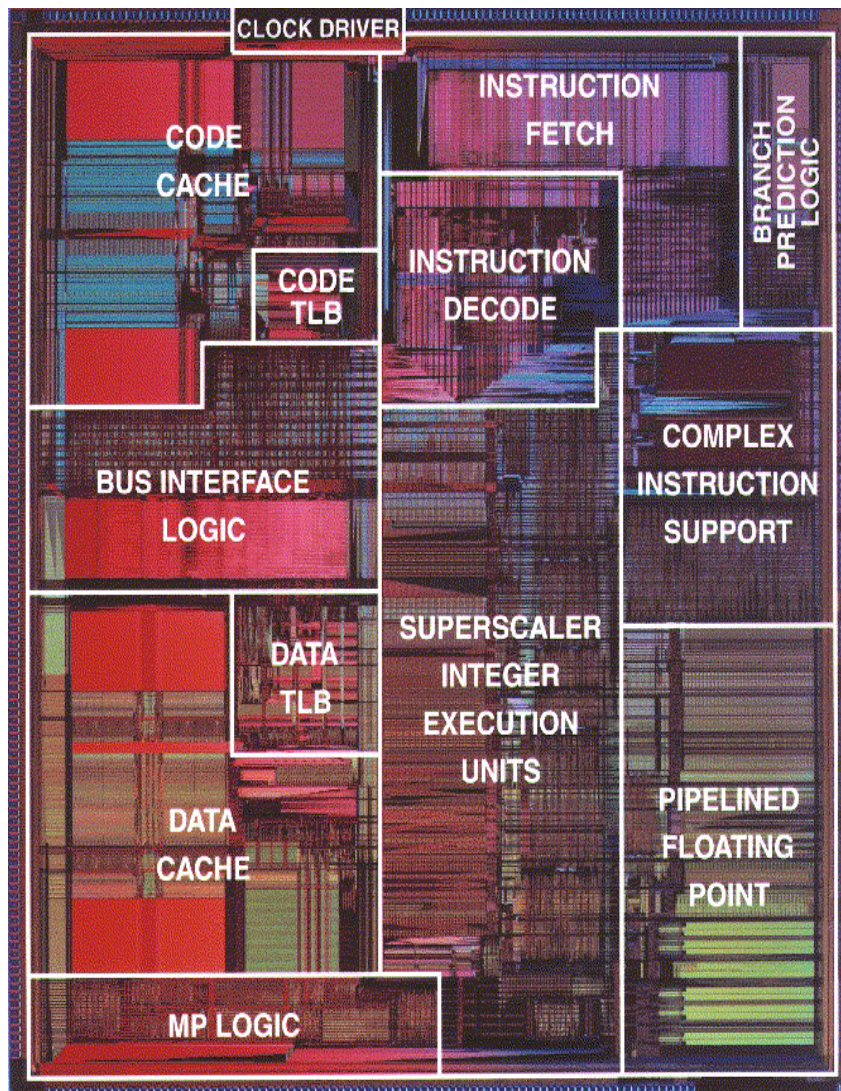 CLOCK DRIVER
CODE
CACHE
INSTRUCTION
FETCH
BRANCH
PREDICTION
LOGIC
CODE
TLB
INSTRUCTION
DECODE
BUS INTERFACE
LOGIC
COMPLEX
INSTRUCTION
SUPPORT
DATA
TLB
SUPERSCALER
INTEGER
EXECUTION
UNITS
DATA
CACHE
PIPELINED
FLOATING
POINT
MP LOGIC